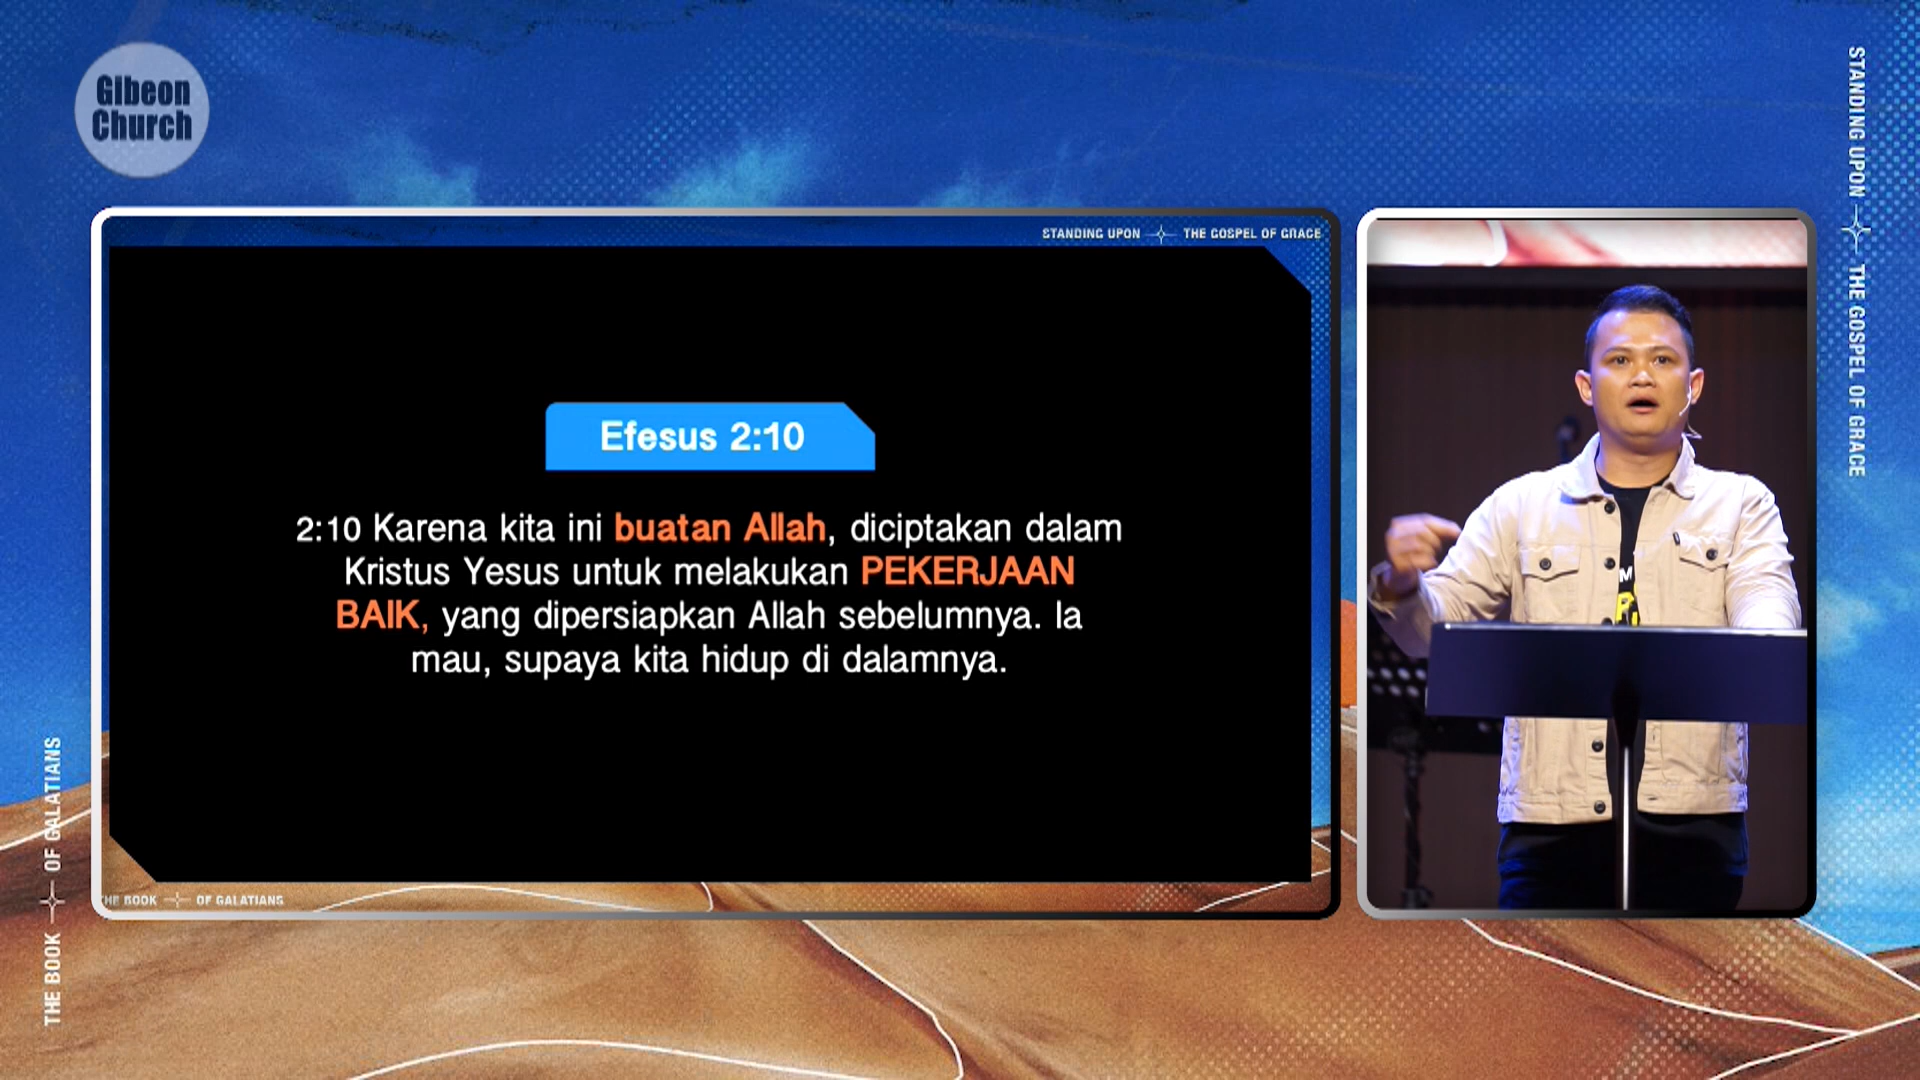 Gibeon
Church
STANDING UPON THE GOSPEL OF GRACE
STANDING UPON THE GOSPEL OF GRACE
Efesus 2:10
2:10 Karena kita ini buatan Allah, diciptakan dalam
Kristus Yesus untuk melakukan PEKERJAAN
BAIK, yang dipersiapkan Allah sebelumnya. Ia
mau, supaya kita hidup di dalamnya.
THE BOOK OF GALATIANS
THE BOOK OF GALATIANS